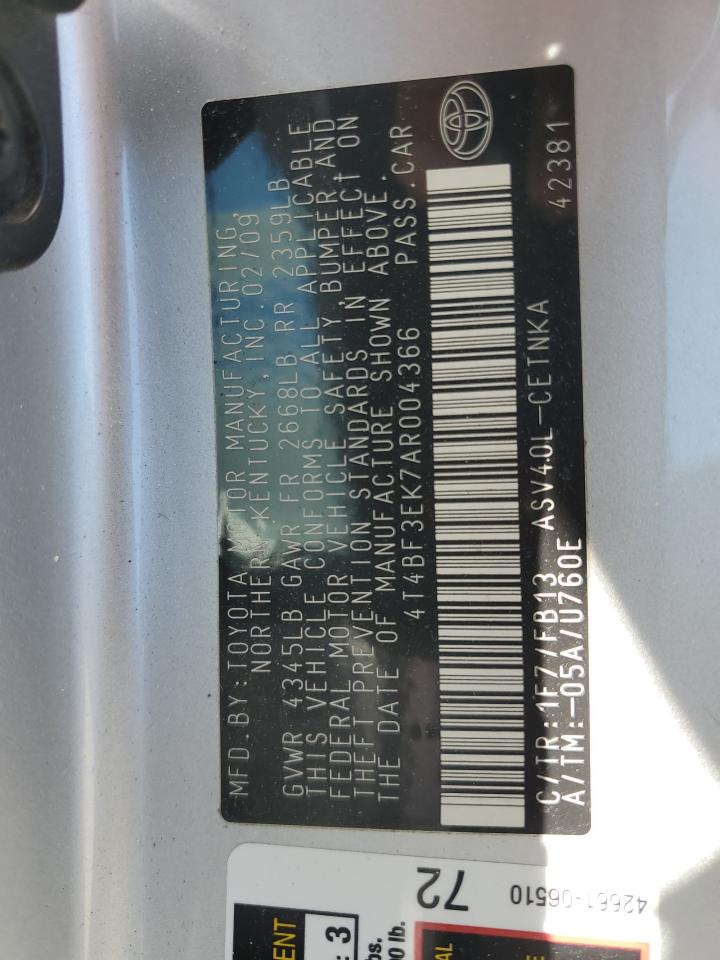 MFD.BY:TOYOTA MOTOR MANUFACTURING,
NORTHERN KENTUCKY, INC. 02/09
GVWR 4345LB GAWR FR 2668LB RR 2359LB
THIS VEHICLE CONFORMS TO ALL APPLICABLE
FEDERAL MOTOR VEHICLE SAFETY, BUMPER AND
THEFT PREVENTION STANDARDS IN EFFECT ON
THE DATE OF MANUFACTURE SHOWN ABOVE.
4T4BF3EK7AR004366 PASS.CAR
C/TR:1F7/FB13 ASV40L-CETNKA 42381
A/TM:-05A/U760E
72
42661-06510
: 3
lbs.